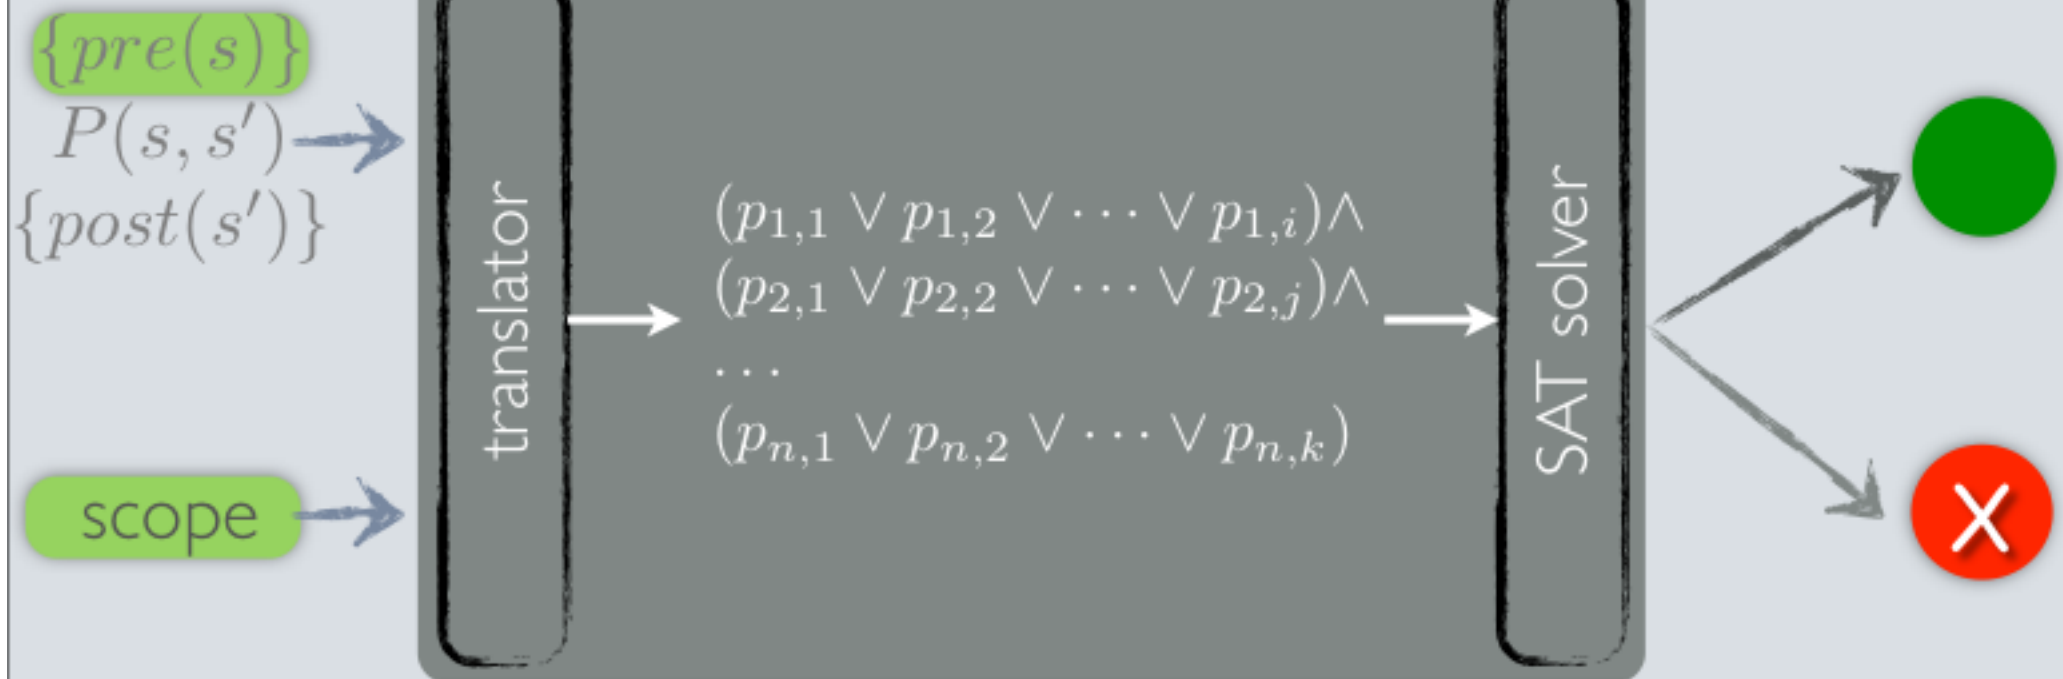 {pre(s)}
P(s, s′)
{post(s′)}
scope
translator
(p₁,₁ ∨ p₁,₂ ∨ ⋯ ∨ p₁,ᵢ)∧
(p₂,₁ ∨ p₂,₂ ∨ ⋯ ∨ p₂,ⱼ)∧
⋯
(pₙ,₁ ∨ pₙ,₂ ∨ ⋯ ∨ pₙ,ₖ)
SAT solver
X